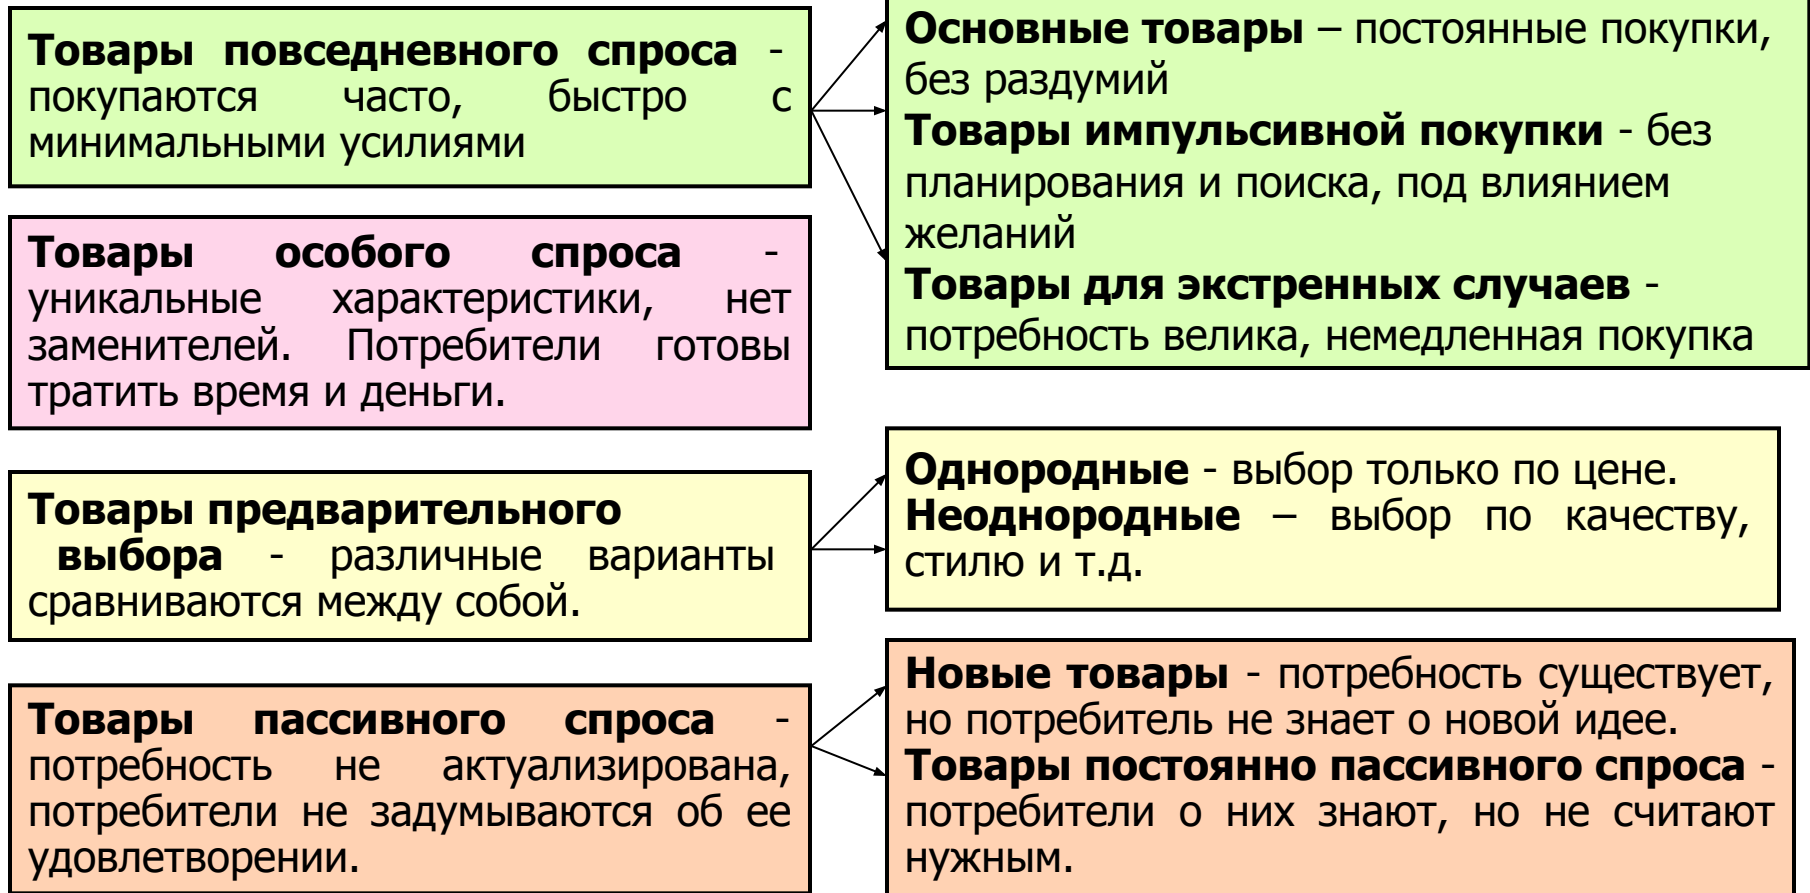 Товары повседневного спроса -
покупаются часто, быстро с
минимальными усилиями
Основные товары – постоянные покупки,
без раздумий
Товары импульсивной покупки - без
планирования и поиска, под влиянием
желаний
Товары для экстренных случаев -
потребность велика, немедленная покупка
Товары особого спроса -
уникальные характеристики, нет
заменителей. Потребители готовы
тратить время и деньги.
Товары предварительного
выбора - различные варианты
сравниваются между собой.
Однородные - выбор только по цене.
Неоднородные – выбор по качеству,
стилю и т.д.
Товары пассивного спроса -
потребность не актуализирована,
потребители не задумываются об ее
удовлетворении.
Новые товары - потребность существует,
но потребитель не знает о новой идее.
Товары постоянно пассивного спроса -
потребители о них знают, но не считают
нужным.